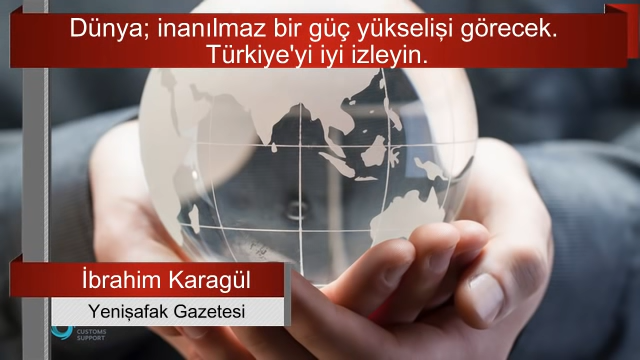 Dünya; inanılmaz bir güç yükselişi görecek.
Türkiye'yi iyi izleyin.
İbrahim Karagül
Yenişafak Gazetesi
CUSTOMS
SUPPORT